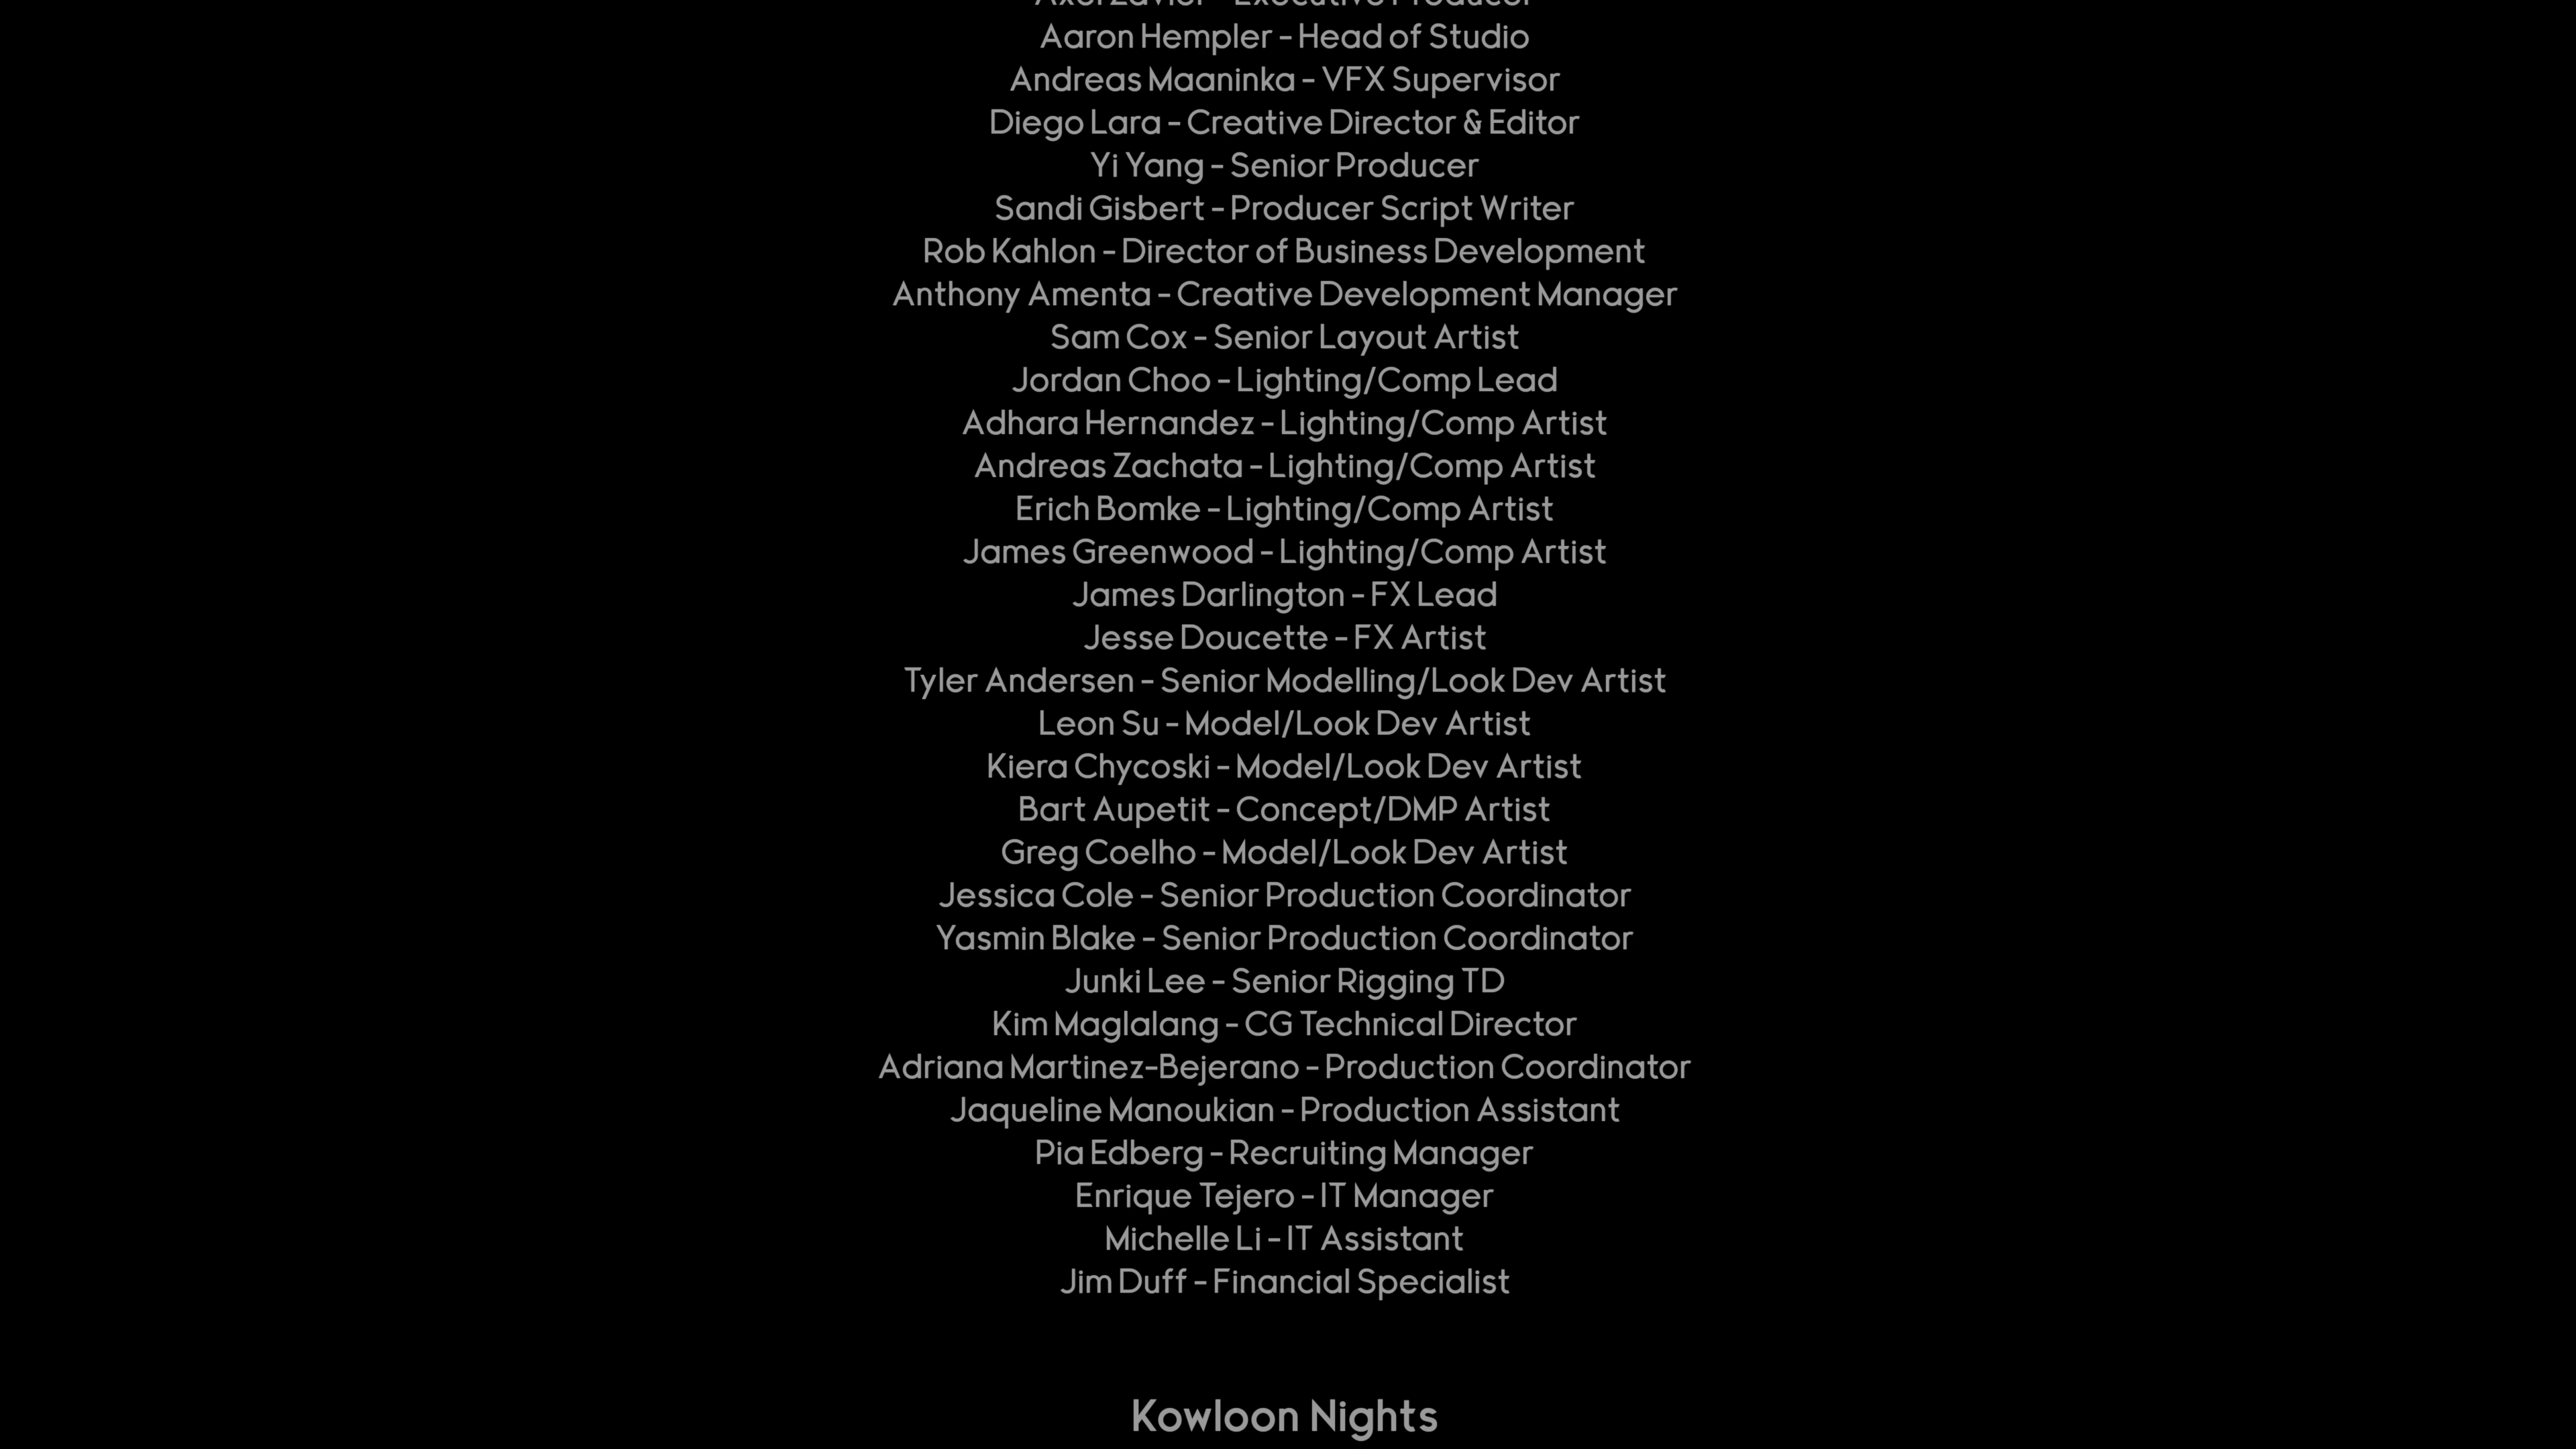 Axel Zavier - Executive Producer
Aaron Hempler - Head of Studio
Andreas Maaninka - VFX Supervisor
Diego Lara - Creative Director & Editor
Yi Yang - Senior Producer
Sandi Gisbert - Producer Script Writer
Rob Kahlon - Director of Business Development
Anthony Amenta - Creative Development Manager
Sam Cox - Senior Layout Artist
Jordan Choo - Lighting/Comp Lead
Adhara Hernandez - Lighting/Comp Artist
Andreas Zachata - Lighting/Comp Artist
Erich Bomke - Lighting/Comp Artist
James Greenwood - Lighting/Comp Artist
James Darlington - FX Lead
Jesse Doucette - FX Artist
Tyler Andersen - Senior Modelling/Look Dev Artist
Leon Su - Model/Look Dev Artist
Kiera Chycoski - Model/Look Dev Artist
Bart Aupetit - Concept/DMP Artist
Greg Coelho - Model/Look Dev Artist
Jessica Cole - Senior Production Coordinator
Yasmin Blake - Senior Production Coordinator
Junki Lee - Senior Rigging TD
Kim Maglalang - CG Technical Director
Adriana Martinez-Bejerano - Production Coordinator
Jaqueline Manoukian - Production Assistant
Pia Edberg - Recruiting Manager
Enrique Tejero - IT Manager
Michelle Li - IT Assistant
Jim Duff - Financial Specialist
Kowloon Nights